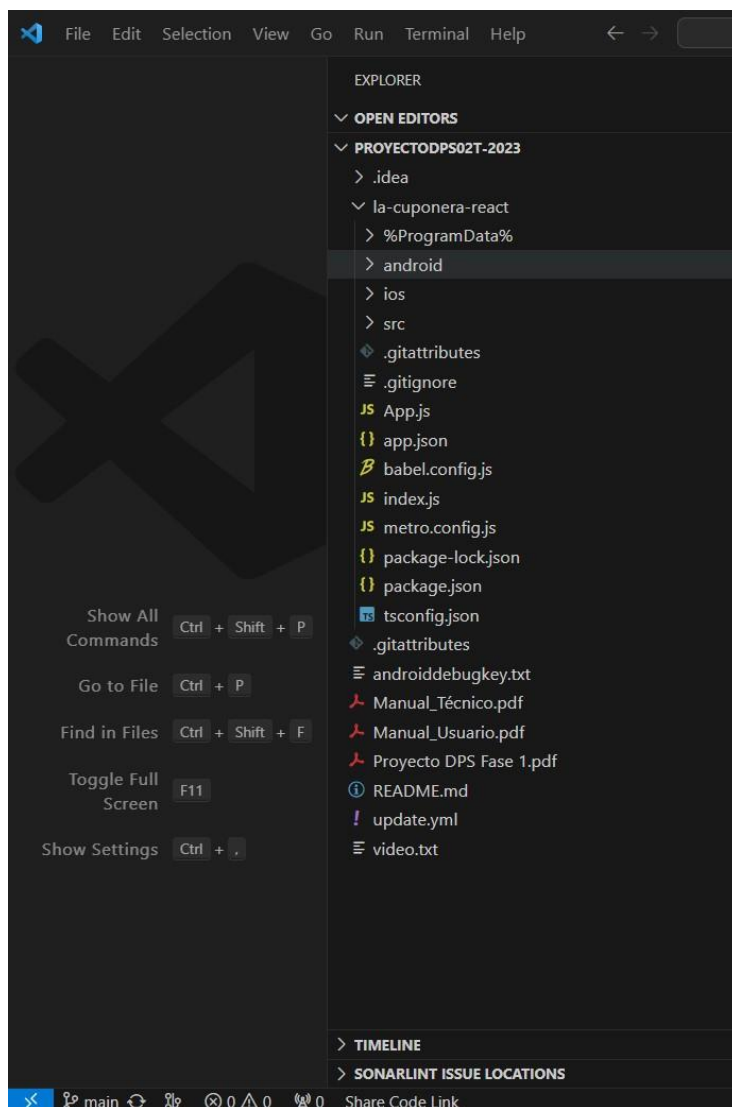 File Edit Selection View Go Run Terminal Help
EXPLORER
OPEN EDITORS
PROYECTODPS02T-2023
.idea
la-cuponera-react
%ProgramData%
android
ios
src
.gitattributes
.gitignore
JS App.js
{} app.json
B babel.config.js
JS index.js
JS metro.config.js
{} package-lock.json
{} package.json
TS tsconfig.json
.gitattributes
androiddebugkey.txt
Manual_Técnico.pdf
Manual_Usuario.pdf
Proyecto DPS Fase 1.pdf
README.md
! update.yml
video.txt
Show All
Commands Ctrl + Shift + P
Go to File Ctrl + P
Find in Files Ctrl + Shift + F
Toggle Full
Screen F11
Show Settings Ctrl + ,
TIMELINE
SONARLINT ISSUE LOCATIONS
main 0 0 0 Share Code Link